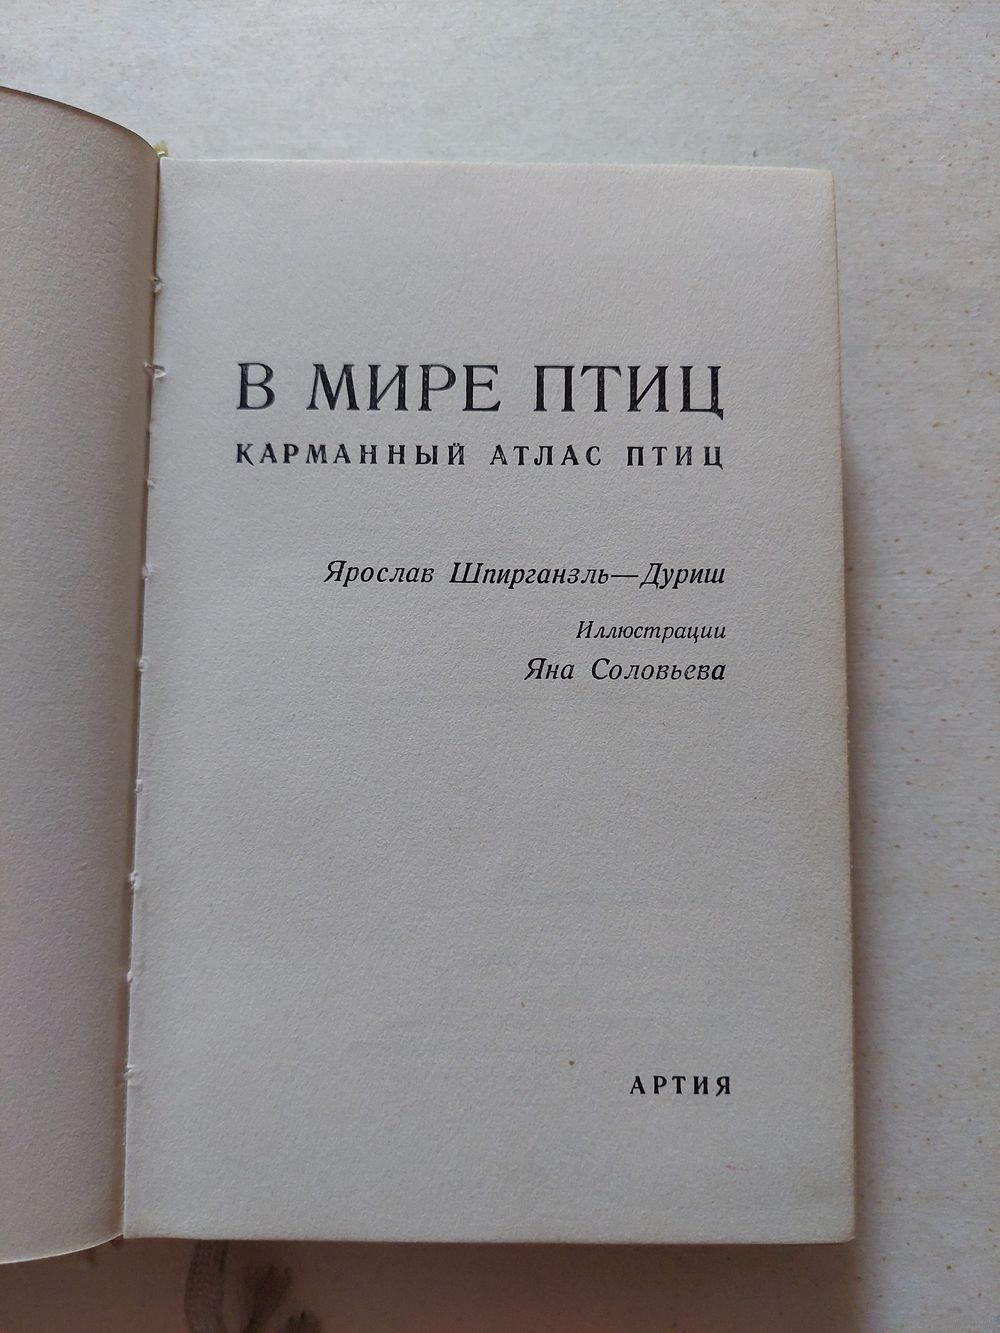 В МИРЕ ПТИЦ
КАРМАННЫЙ АТЛАС ПТИЦ
Ярослав Шпирганзль—Дуриш
Иллюстрации
Яна Соловьева
АРТИЯ